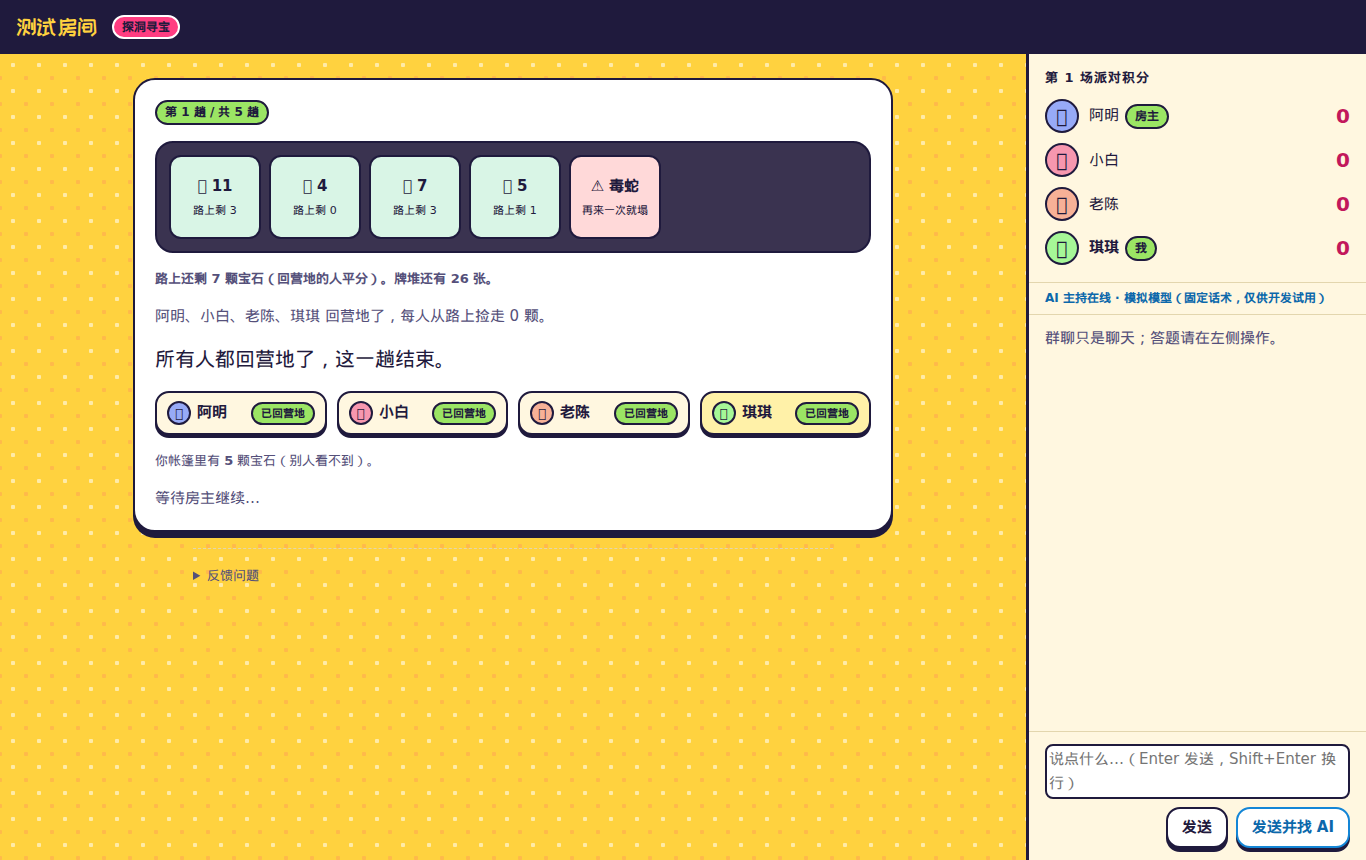 测试房间 探洞寻宝
第 1 趟 / 共 5 趟
11 4 7 5 ⚠ 毒蛇
路上剩 3 路上剩 0 路上剩 3 路上剩 1 再来一次就塌
路上还剩 7 颗宝石（回营地的人平分）。牌堆还有 26 张。
阿明、小白、老陈、琪琪 回营地了，每人从路上捡走 0 颗。
所有人都回营地了，这一趟结束。
阿明 已回营地 小白 已回营地 老陈 已回营地 琪琪 已回营地
你帐篷里有 5 颗宝石（别人看不到）。
等待房主继续…
▶ 反馈问题
第 1 场派对积分
阿明 房主 0
小白 0
老陈 0
琪琪 我 0
AI 主持在线 · 模拟模型（固定话术，仅供开发试用）
群聊只是聊天；答题请在左侧操作。
说点什么…（Enter 发送，Shift+Enter 换
行）
发送 发送并找 AI